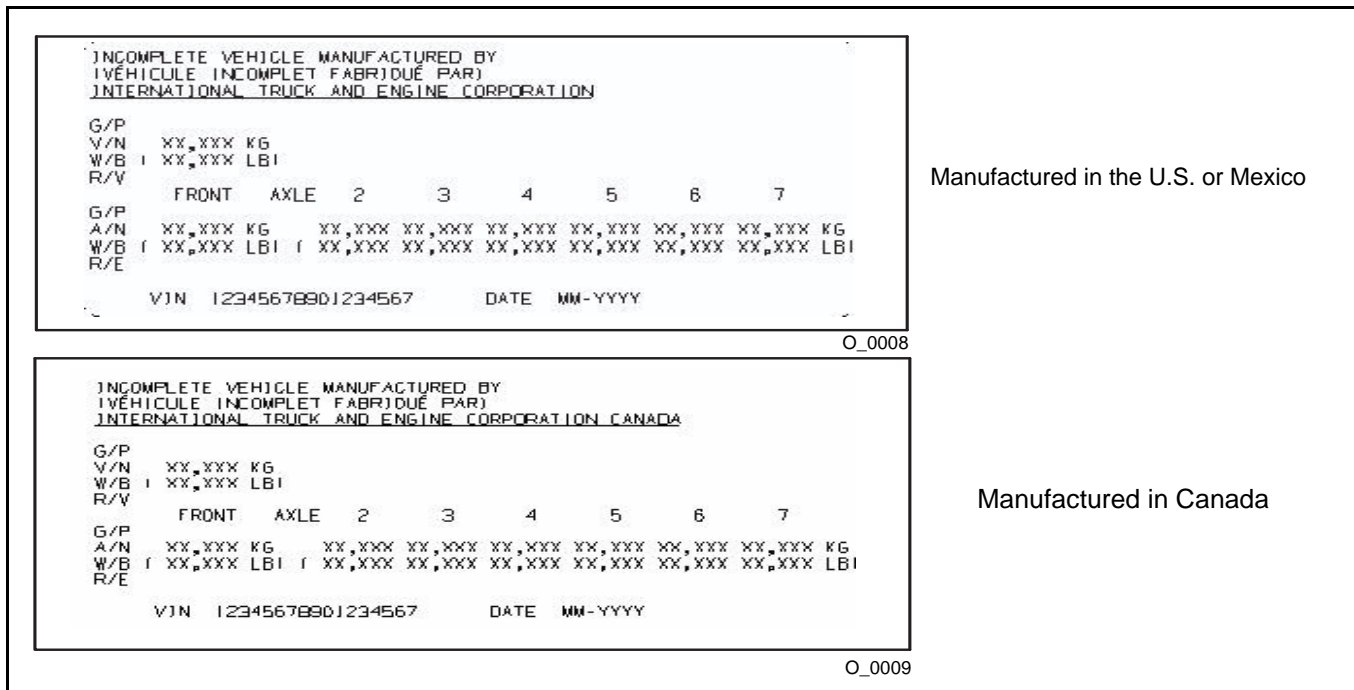 INCOMPLETE VEHICLE MANUFACTURED BY
(VÉHICULE INCOMPLET FABRIQUÉ PAR)
INTERNATIONAL TRUCK AND ENGINE CORPORATION
G/P
V/N XX,XXX KG
W/B ( XX,XXX LB)
R/V
FRONT AXLE 2 3 4 5 6 7
G/P
A/N XX,XXX KG XX,XXX XX,XXX XX,XXX XX,XXX XX,XXX XX,XXX KG
W/B ( XX,XXX LB) ( XX,XXX XX,XXX XX,XXX XX,XXX XX,XXX XX,XXX LB)
R/E
VIN 12345678901234567 DATE MM-YYYY
Manufactured in the U.S. or Mexico
O_0008
INCOMPLETE VEHICLE MANUFACTURED BY
(VÉHICULE INCOMPLET FABRIQUÉ PAR)
INTERNATIONAL TRUCK AND ENGINE CORPORATION CANADA
G/P
V/N XX,XXX KG
W/B ( XX,XXX LB)
R/V
FRONT AXLE 2 3 4 5 6 7
G/P
A/N XX,XXX KG XX,XXX XX,XXX XX,XXX XX,XXX XX,XXX XX,XXX KG
W/B ( XX,XXX LB) ( XX,XXX XX,XXX XX,XXX XX,XXX XX,XXX XX,XXX LB)
R/E
VIN 12345678901234567 DATE MM-YYYY
Manufactured in Canada
O_0009